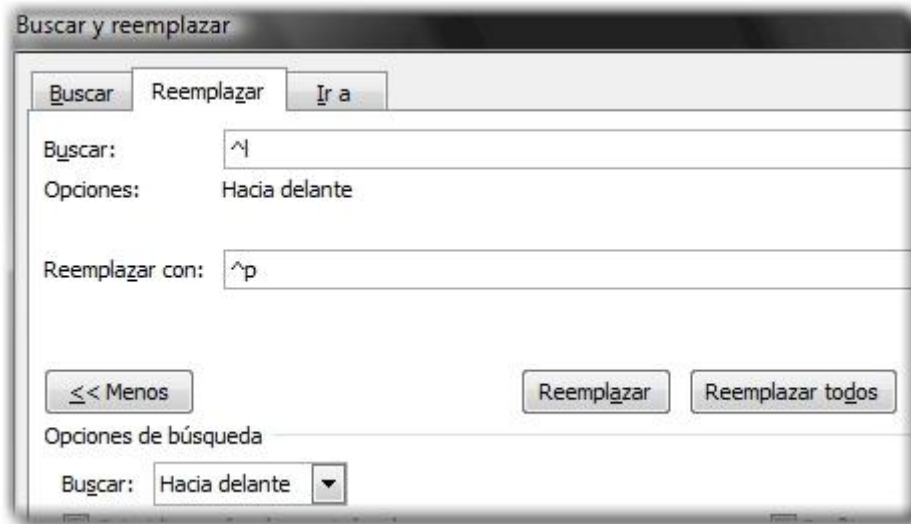 Buscar y reemplazar
Buscar Reemplazar Ir a
Buscar: ^l
Opciones: Hacia delante
Reemplazar con: ^p
<< Menos Reemplazar Reemplazar todos
Opciones de búsqueda
Buscar: Hacia delante